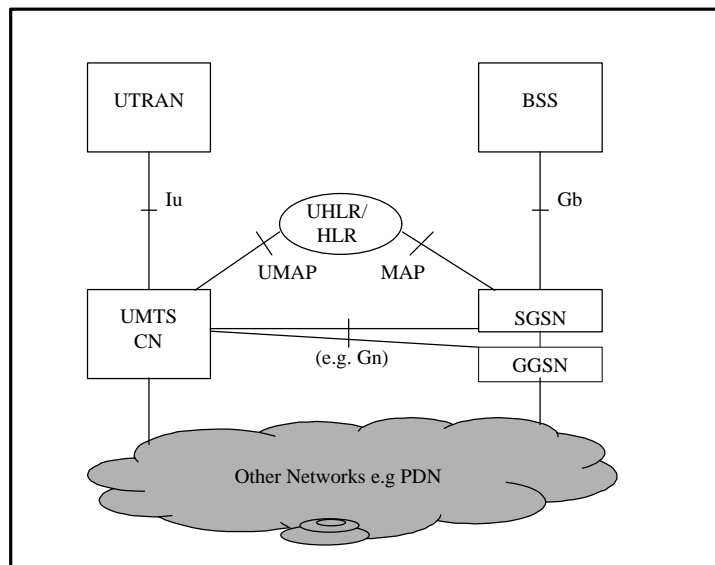 UTRAN
BSS
Iu
Gb
UHLR/
HLR
UMAP
MAP
UMTS
CN
SGSN
(e.g. Gn)
GGSN
Other Networks e.g PDN